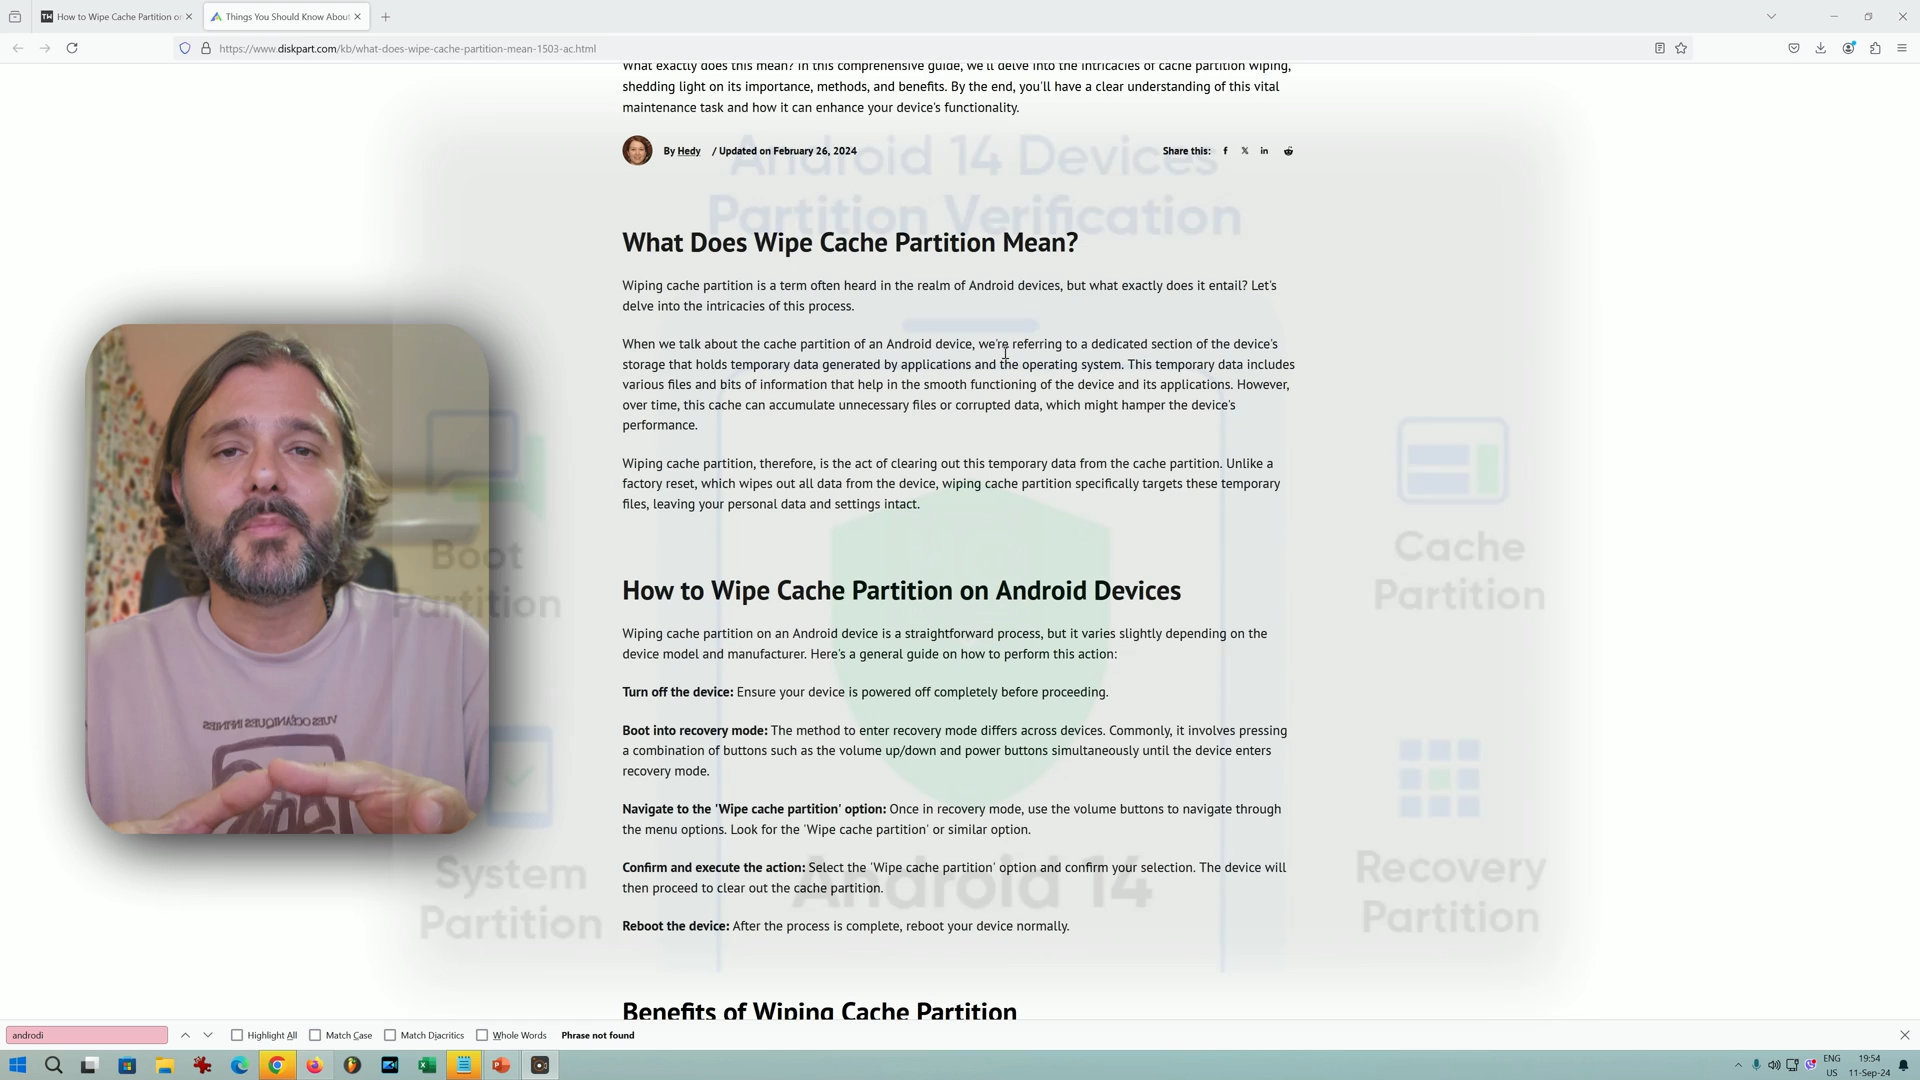 How to Wipe Cache Partition or
Things You Should Know Abou
https://www.diskpart.com/kb/what-does-wipe-cache-partition-mean-1503-ac.html
What exactly does this mean? In this comprehensive guide, we'll delve into the intricacies of cache partition wiping,
shedding light on its importance, methods, and benefits. By the end, you'll have a clear understanding of this vital
maintenance task and how it can enhance your device's functionality.
By Hedy / Updated on February 26, 2024
Share this:
Android 14 Devices
Partition Verification
What Does Wipe Cache Partition Mean?
Wiping cache partition is a term often heard in the realm of Android devices, but what exactly does it entail? Let's
delve into the intricacies of this process.
When we talk about the cache partition of an Android device, we're referring to a dedicated section of the device's
storage that holds temporary data generated by applications and the operating system. This temporary data includes
various files and bits of information that help in the smooth functioning of the device and its applications. However,
over time, this cache can accumulate unnecessary files or corrupted data, which might hamper the device's
performance.
Wiping cache partition, therefore, is the act of clearing out this temporary data from the cache partition. Unlike a
factory reset, which wipes out all data from the device, wiping cache partition specifically targets these temporary
files, leaving your personal data and settings intact.
Boot
Partition
Cache
Partition
How to Wipe Cache Partition on Android Devices
Wiping cache partition on an Android device is a straightforward process, but it varies slightly depending on the
device model and manufacturer. Here's a general guide on how to perform this action:
Turn off the device: Ensure your device is powered off completely before proceeding.
VUES OCÉANIQUES INFINIES
Boot into recovery mode: The method to enter recovery mode differs across devices. Commonly, it involves pressing
a combination of buttons such as the volume up/down and power buttons simultaneously until the device enters
recovery mode.
Navigate to the 'Wipe cache partition' option: Once in recovery mode, use the volume buttons to navigate through
the menu options. Look for the 'Wipe cache partition' or similar option.
Confirm and execute the action: Select the 'Wipe cache partition' option and confirm your selection. The device will
then proceed to clear out the cache partition.
System
Partition
Android 14
Recovery
Partition
Reboot the device: After the process is complete, reboot your device normally.
Benefits of Wiping Cache Partition
androdi
Highlight All
Match Case
Match Diacritics
Whole Words
Phrase not found
ENG
US
19:54
11-Sep-24